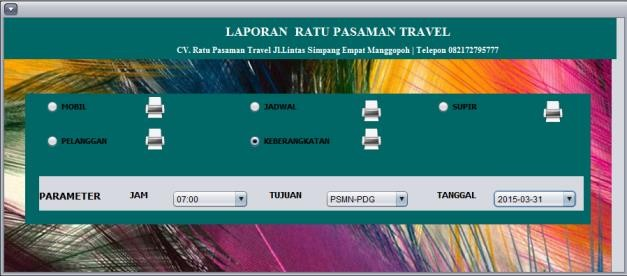 LAPORAN RATU PASAMAN TRAVEL
CV. Ratu Pasaman Travel Jl.Lintas Simpang Empat Manggopoh | Telepon 082172795777
MOBIL JADWAL SUPIR
PELANGGAN KEBERANGKATAN
PARAMETER JAM 07:00 TUJUAN PSMN-PDG TANGGAL 2015-03-31